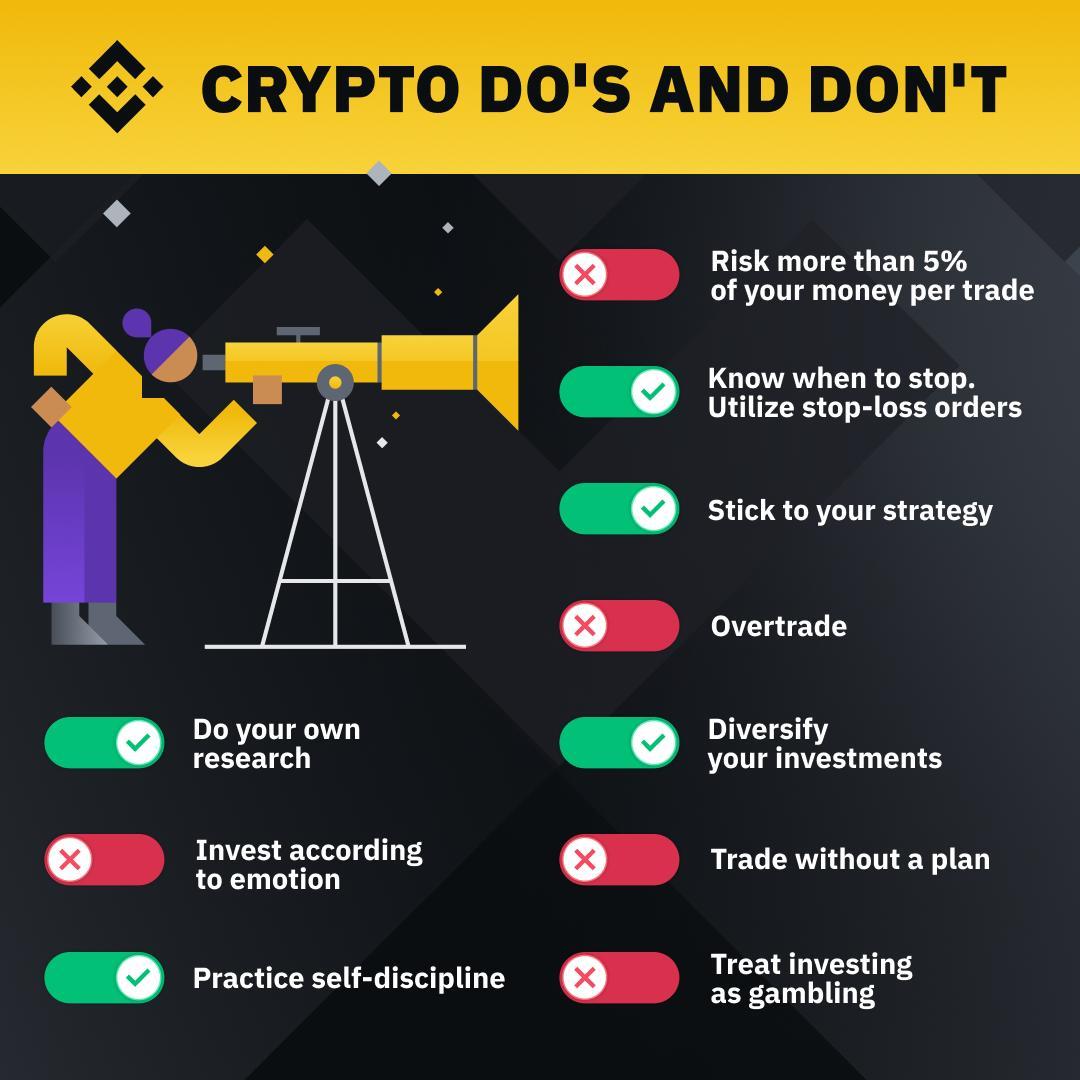 CRYPTO DO'S AND DON'T
Risk more than 5%
of your money per trade
Know when to stop.
Utilize stop-loss orders
Stick to your strategy
Overtrade
Do your own
research
Diversify
your investments
Invest according
to emotion
Trade without a plan
Practice self-discipline
Treat investing
as gambling